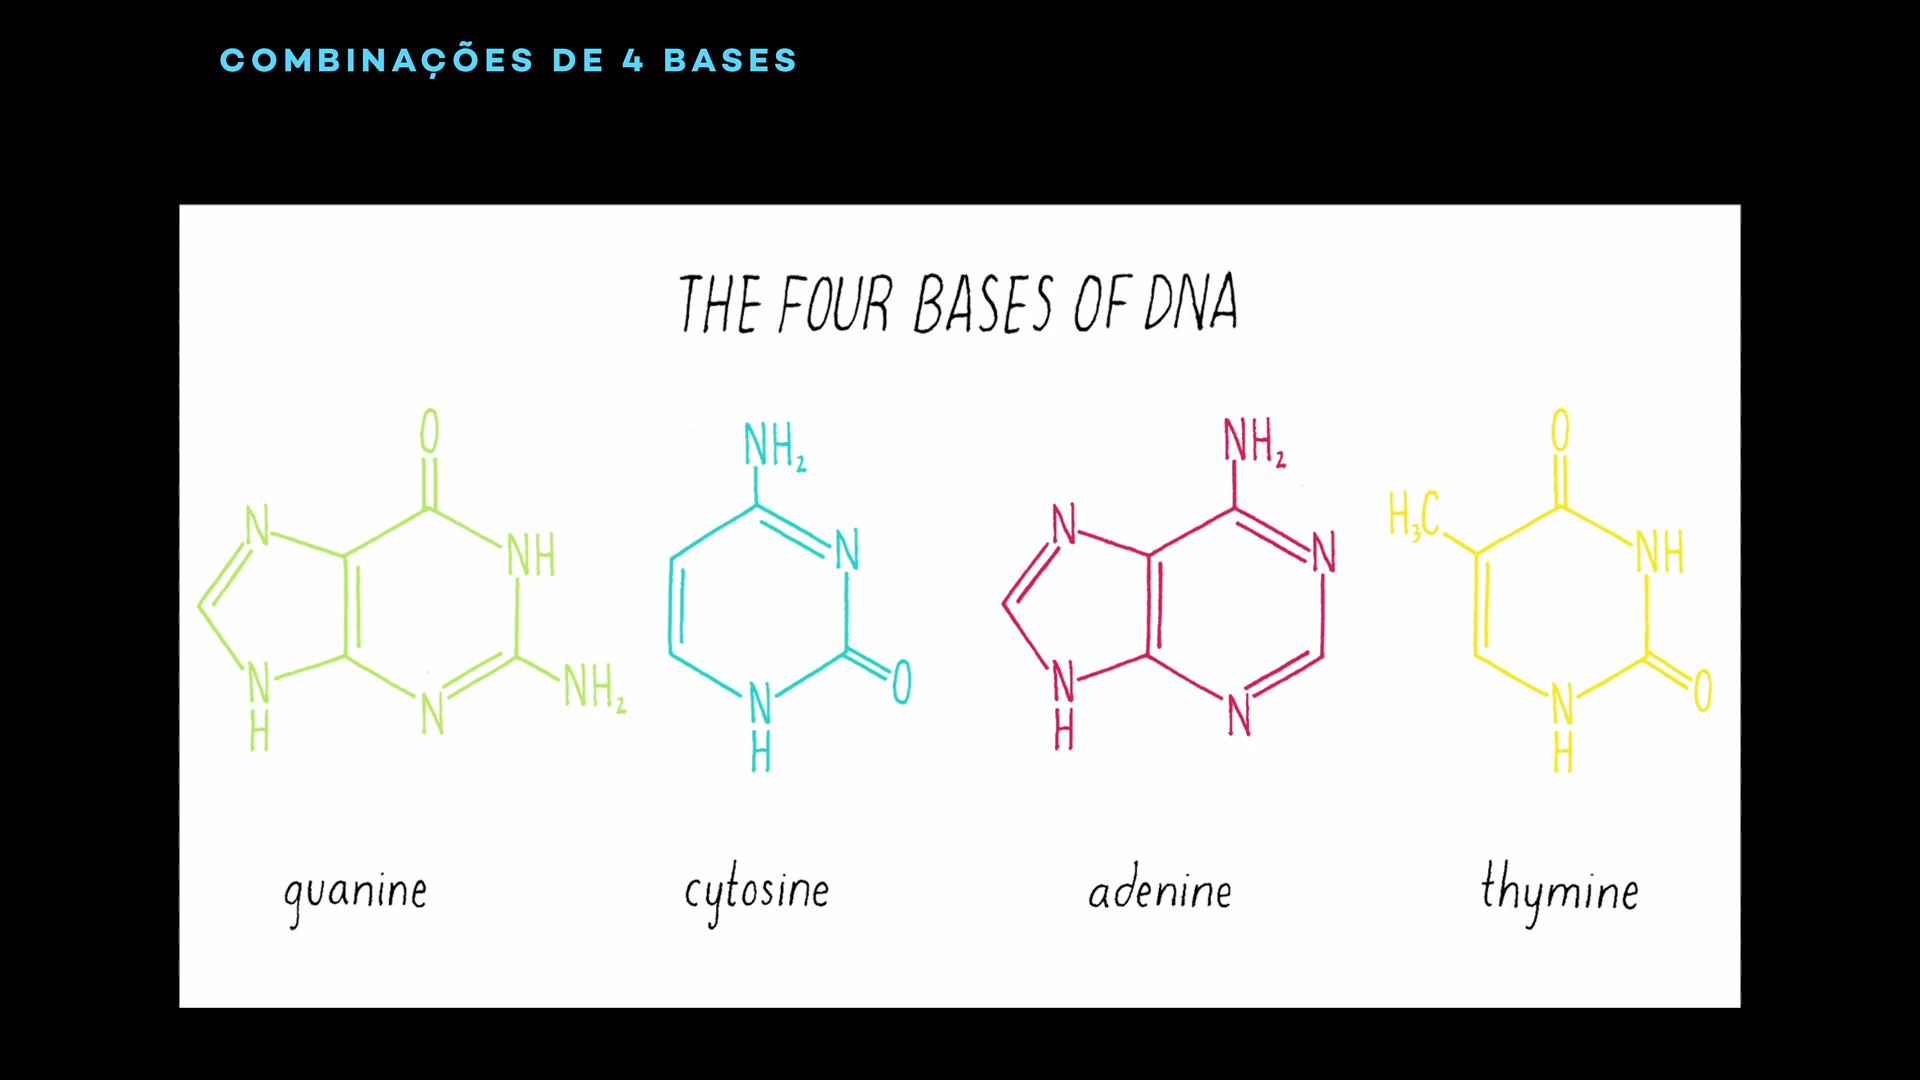 COMBINAÇÕES DE 4 BASES
THE FOUR BASES OF DNA
O
N
NH
N
H
N
NH₂
NH₂
N
O
N
H
NH₂
N
N
N
H
N
O
H₃C
NH
O
N
H
guanine cytosine adenine thymine